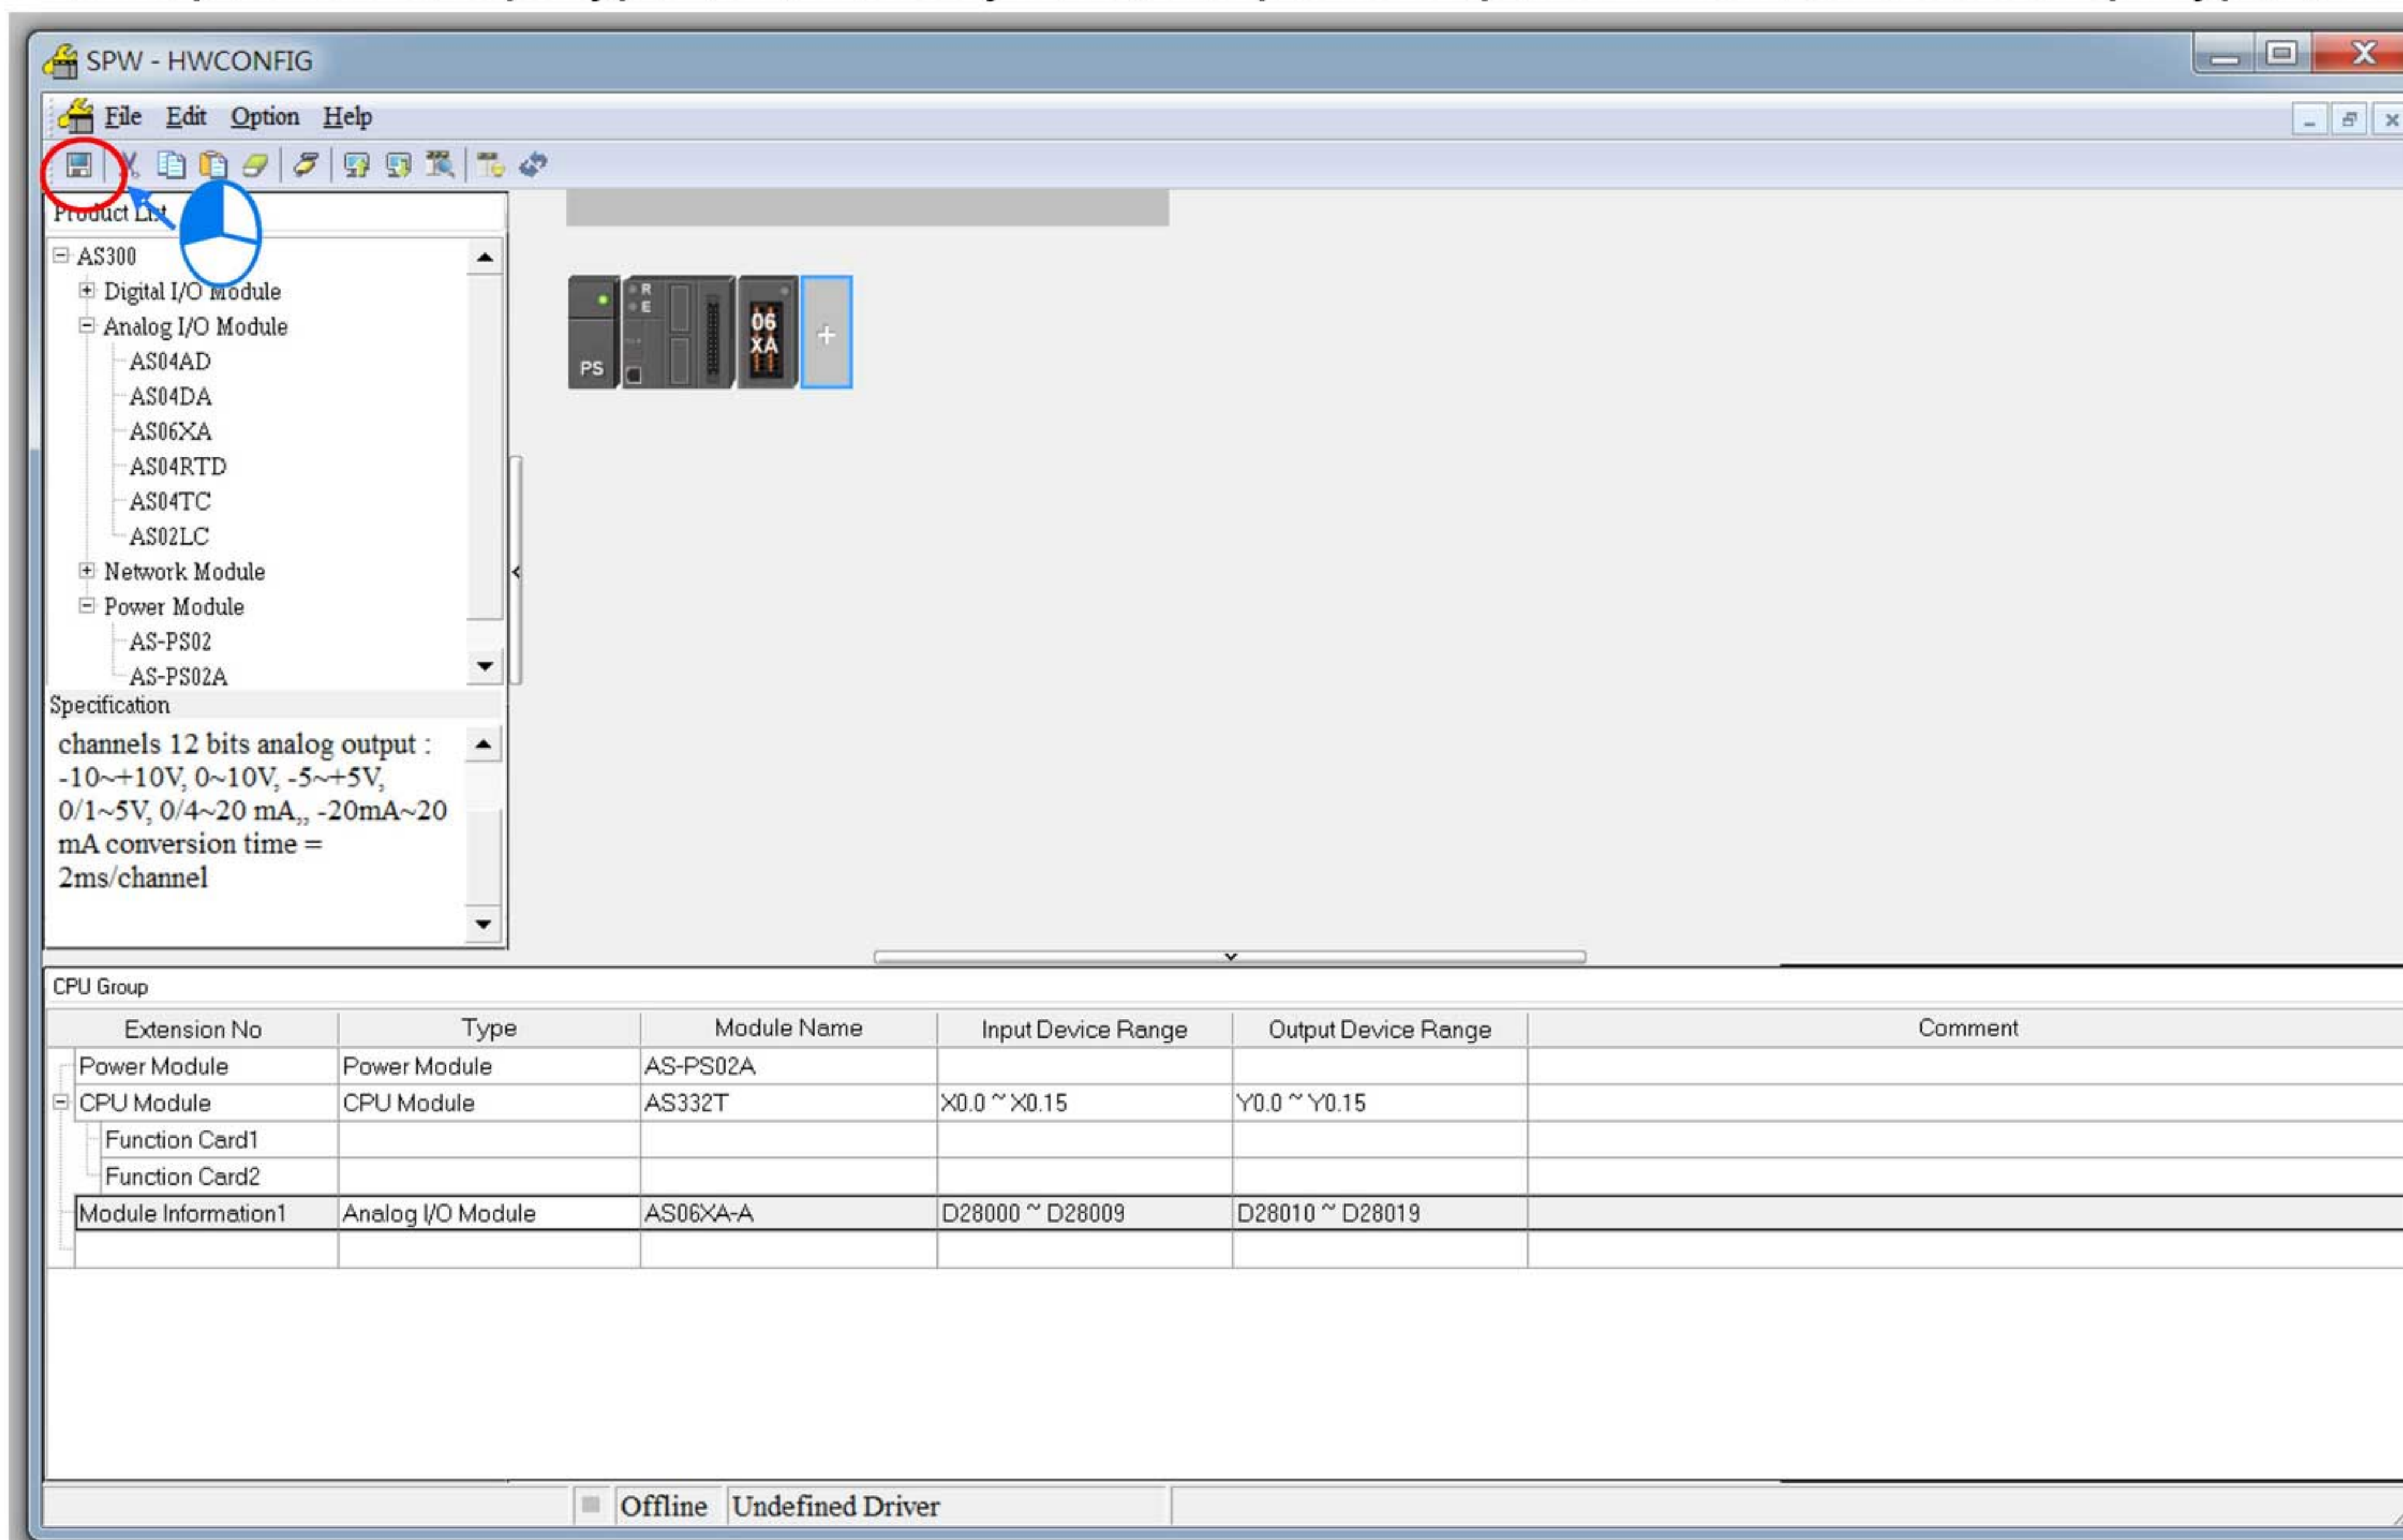 SPW - HWCONFIG
File Edit Option Help
Product List
AS300
Digital I/O Module
Analog I/O Module
AS04AD
AS04DA
AS06XA
AS04RTD
AS04TC
AS02LC
Network Module
Power Module
AS-PS02
AS-PS02A
R
E
PS
06
XA
Specification
channels 12 bits analog output :
-10~+10V, 0~10V, -5~+5V,
0/1~5V, 0/4~20 mA,, -20mA~20
mA conversion time =
2ms/channel
CPU Group
Extension No Type Module Name Input Device Range Output Device Range Comment
Power Module Power Module AS-PS02A
CPU Module CPU Module AS332T X0.0 ~ X0.15 Y0.0 ~ Y0.15
Function Card1
Function Card2
Module Information1 Analog I/O Module AS06XA-A D28000 ~ D28009 D28010 ~ D28019
Offline Undefined Driver